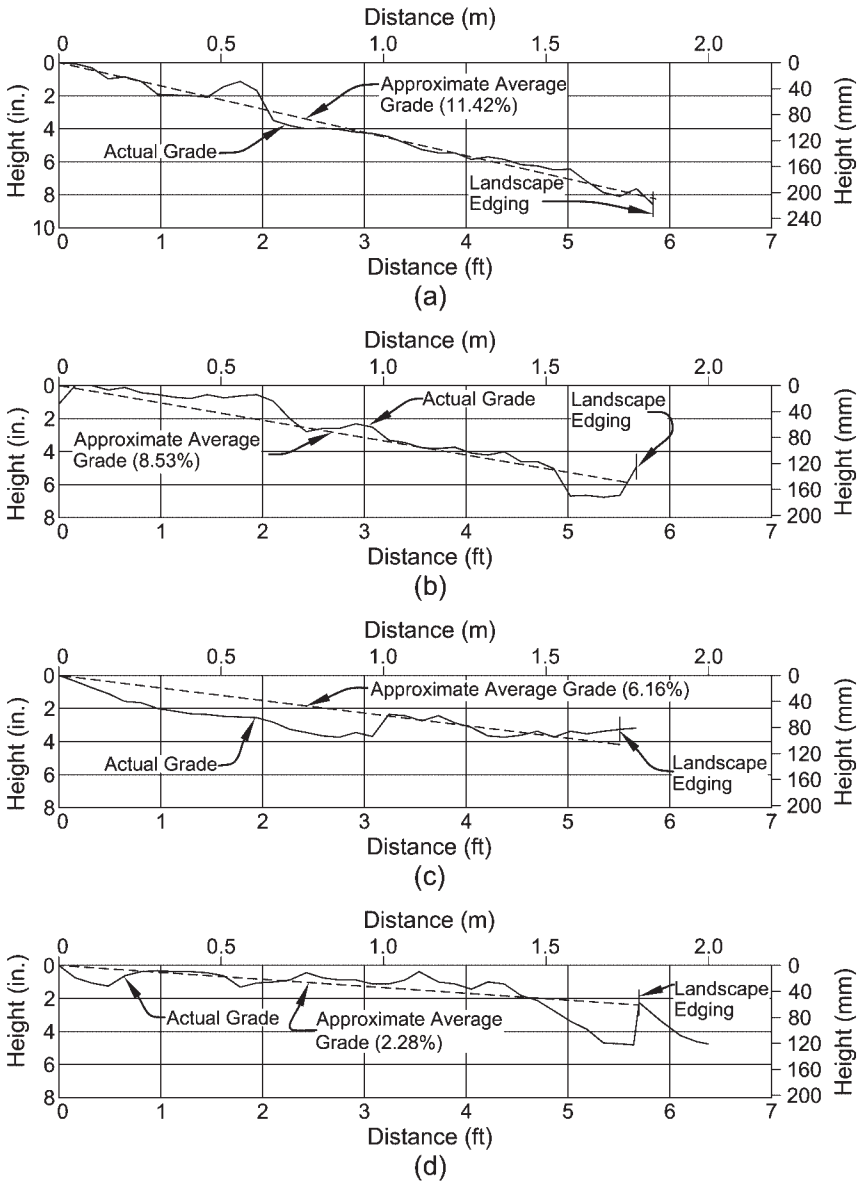 Distance (m)
0 0.5 1.0 1.5 2.0
Height (in.)
0 2 4 6 8 10
Height (mm)
0 40 80 120 160 200 240
Approximate Average
Grade (11.42%)
Actual Grade
Landscape
Edging
0 1 2 3 4 5 6 7
Distance (ft)
(a)
Distance (m)
0 0.5 1.0 1.5 2.0
Height (in.)
0 2 4 6 8
Height (mm)
0 40 80 120 160 200
Actual Grade
Landscape
Edging
Approximate Average
Grade (8.53%)
0 1 2 3 4 5 6 7
Distance (ft)
(b)
Distance (m)
0 0.5 1.0 1.5 2.0
Height (in.)
0 2 4 6 8
Height (mm)
0 40 80 120 160 200
Approximate Average Grade (6.16%)
Actual Grade
Landscape
Edging
0 1 2 3 4 5 6 7
Distance (ft)
(c)
Distance (m)
0 0.5 1.0 1.5 2.0
Height (in.)
0 2 4 6 8
Height (mm)
0 40 80 120 160 200
Landscape
Edging
Actual Grade
Approximate Average
Grade (2.28%)
0 1 2 3 4 5 6 7
Distance (ft)
(d)